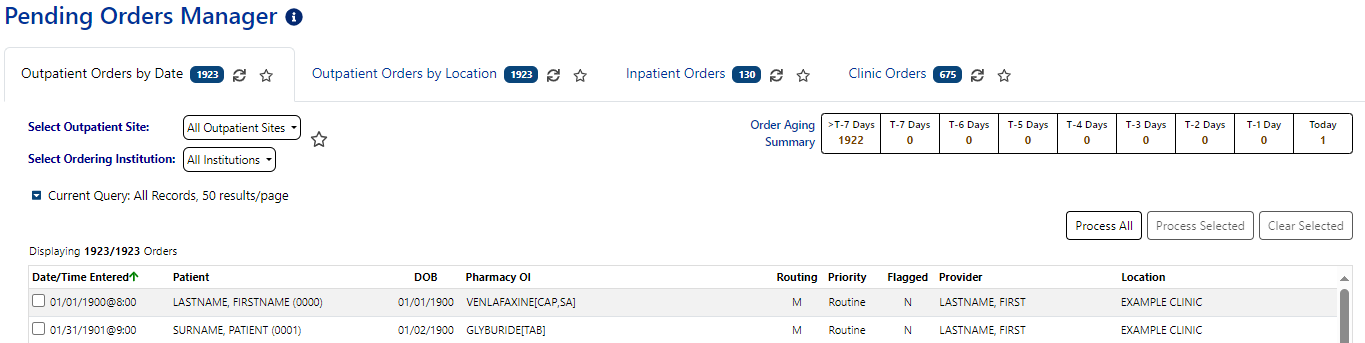 Pending Orders Manager
Outpatient Orders by Date 1923 Outpatient Orders by Location 1923 Inpatient Orders 130 Clinic Orders 675
Select Outpatient Site: All Outpatient Sites
Select Ordering Institution: All Institutions
Order Aging Summary
>T-7 Days T-7 Days T-6 Days T-5 Days T-4 Days T-3 Days T-2 Days T-1 Day Today
1922 0 0 0 0 0 0 0 1
Current Query: All Records, 50 results/page
Process All Process Selected Clear Selected
Displaying 1923/1923 Orders
Date/Time Entered Patient DOB Pharmacy OI Routing Priority Flagged Provider Location
01/01/1900@8:00 LASTNAME, FIRSTNAME (0000) 01/01/1900 VENLAFAXINE[CAP,SA] M Routine N LASTNAME, FIRST EXAMPLE CLINIC
01/31/1901@9:00 SURNAME, PATIENT (0001) 01/02/1900 GLYBURIDE[TAB] M Routine N LASTNAME, FIRST EXAMPLE CLINIC